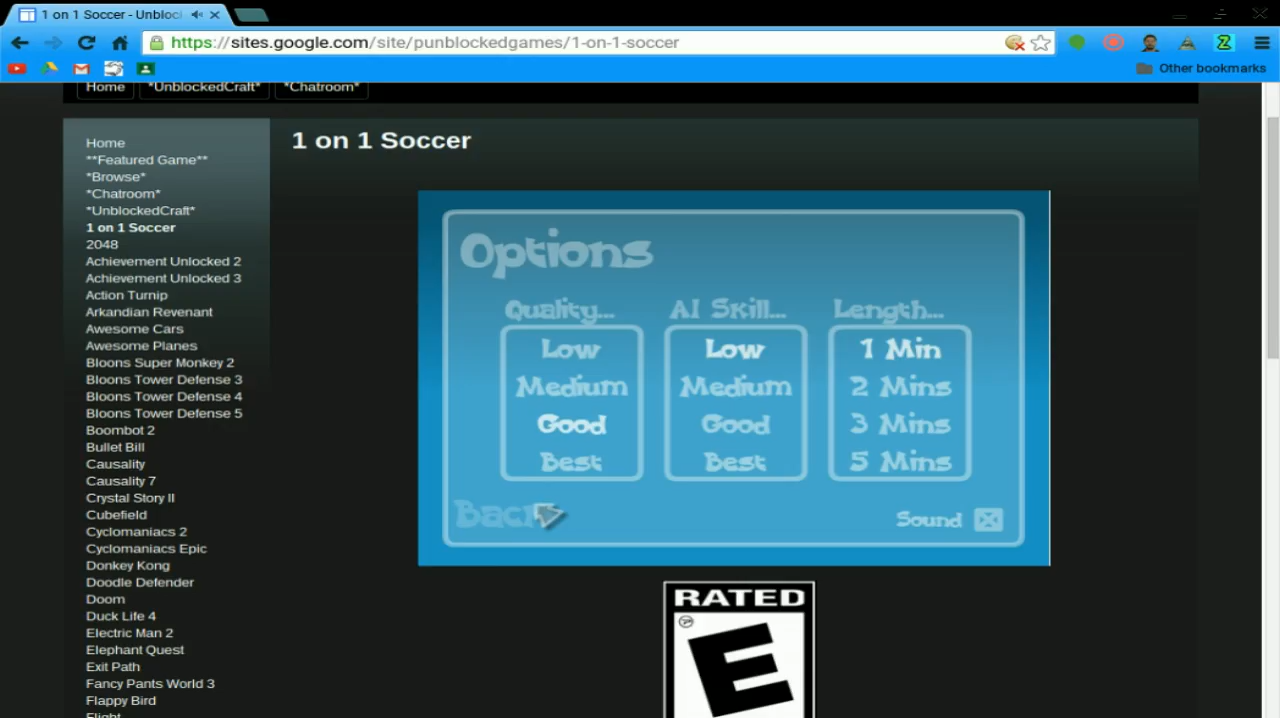 1 on 1 Soccer - Unbloc
https://sites.google.com/site/punblockedgames/1-on-1-soccer
Other bookmarks
Home
*UnblockedCraft*
*Chatroom*
Home
**Featured Game**
*Browse*
*Chatroom*
*UnblockedCraft*
1 on 1 Soccer
2048
Achievement Unlocked 2
Achievement Unlocked 3
Action Turnip
Arkandian Revenant
Awesome Cars
Awesome Planes
Bloons Super Monkey 2
Bloons Tower Defense 3
Bloons Tower Defense 4
Bloons Tower Defense 5
Boombot 2
Bullet Bill
Causality
Causality 7
Crystal Story II
Cubefield
Cyclomaniacs 2
Cyclomaniacs Epic
Donkey Kong
Doodle Defender
Doom
Duck Life 4
Electric Man 2
Elephant Quest
Exit Path
Fancy Pants World 3
Flappy Bird
Flight
1 on 1 Soccer
Options
Quality...
Low
Medium
Good
Best
AI Skill...
Low
Medium
Good
Best
Length...
1 Min
2 Mins
3 Mins
5 Mins
Back
Sound
RATED
E